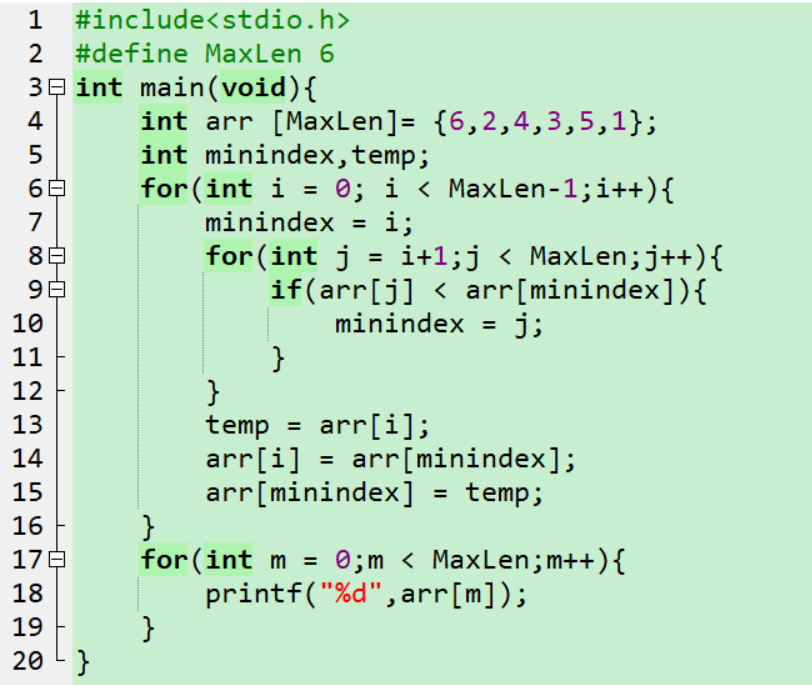 1 #include<stdio.h>
2 #define MaxLen 6
3 int main(void){
4     int arr [MaxLen]= {6,2,4,3,5,1};
5     int minindex,temp;
6     for(int i = 0; i < MaxLen-1;i++){
7         minindex = i;
8         for(int j = i+1;j < MaxLen;j++){
9             if(arr[j] < arr[minindex]){
10                 minindex = j;
11             }
12         }
13         temp = arr[i];
14         arr[i] = arr[minindex];
15         arr[minindex] = temp;
16     }
17     for(int m = 0;m < MaxLen;m++){
18         printf("%d",arr[m]);
19     }
20 }